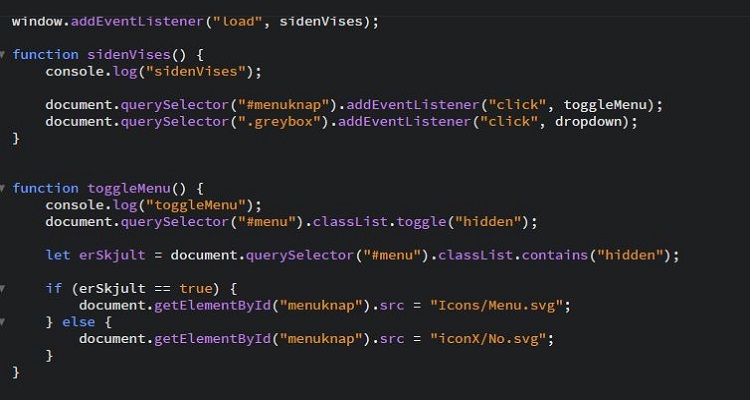 window.addEventListener("load", sidenVises);
function sidenVises() {
console.log("sidenVises");
document.querySelector("#menuknap").addEventListener("click", toggleMenu);
document.querySelector(".greybox").addEventListener("click", dropdown);
}
function toggleMenu() {
console.log("toggleMenu");
document.querySelector("#menu").classList.toggle("hidden");
let erSkjult = document.querySelector("#menu").classList.contains("hidden");
if (erSkjult == true) {
document.getElementById("menuknap").src = "Icons/Menu.svg";
} else {
document.getElementById("menuknap").src = "iconX/No.svg";
}
}